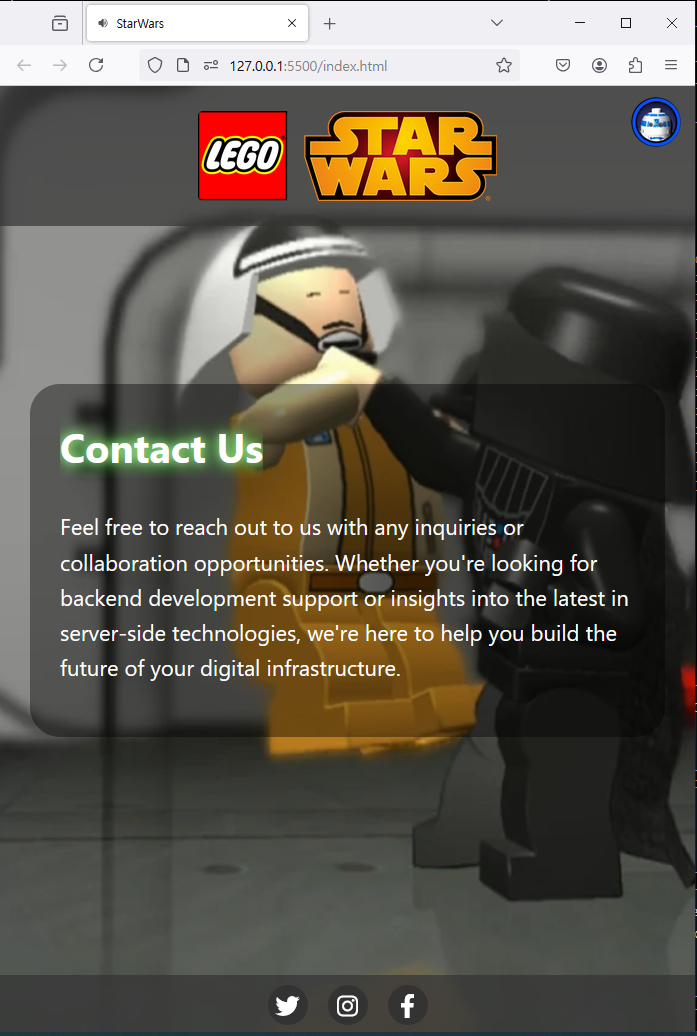 StarWars
127.0.0.1:5500/index.html
LEGO
STAR
WARS
Contact Us
Feel free to reach out to us with any inquiries or
collaboration opportunities. Whether you're looking for
backend development support or insights into the latest in
server-side technologies, we're here to help you build the
future of your digital infrastructure.